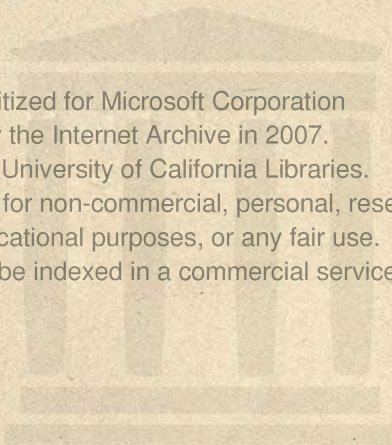 itized for Microsoft Corporation
the Internet Archive in 2007.
University of California Libraries.
for non-commercial, personal, rese
cational purposes, or any fair use.
be indexed in a commercial service